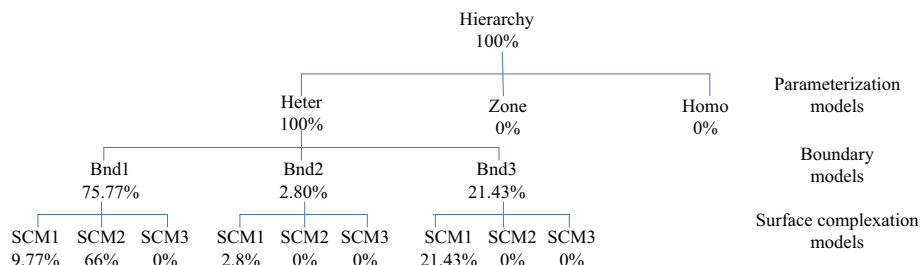 Hierarchy
100%
Parameterization
models
Heter
100%
Zone
0%
Homo
0%
Boundary
models
Bnd1
75.77%
Bnd2
2.80%
Bnd3
21.43%
Surface complexation
models
SCM1 SCM2 SCM3 SCM1 SCM2 SCM3 SCM1 SCM2 SCM3
9.77% 66% 0% 2.8% 0% 0% 21.43% 0% 0%